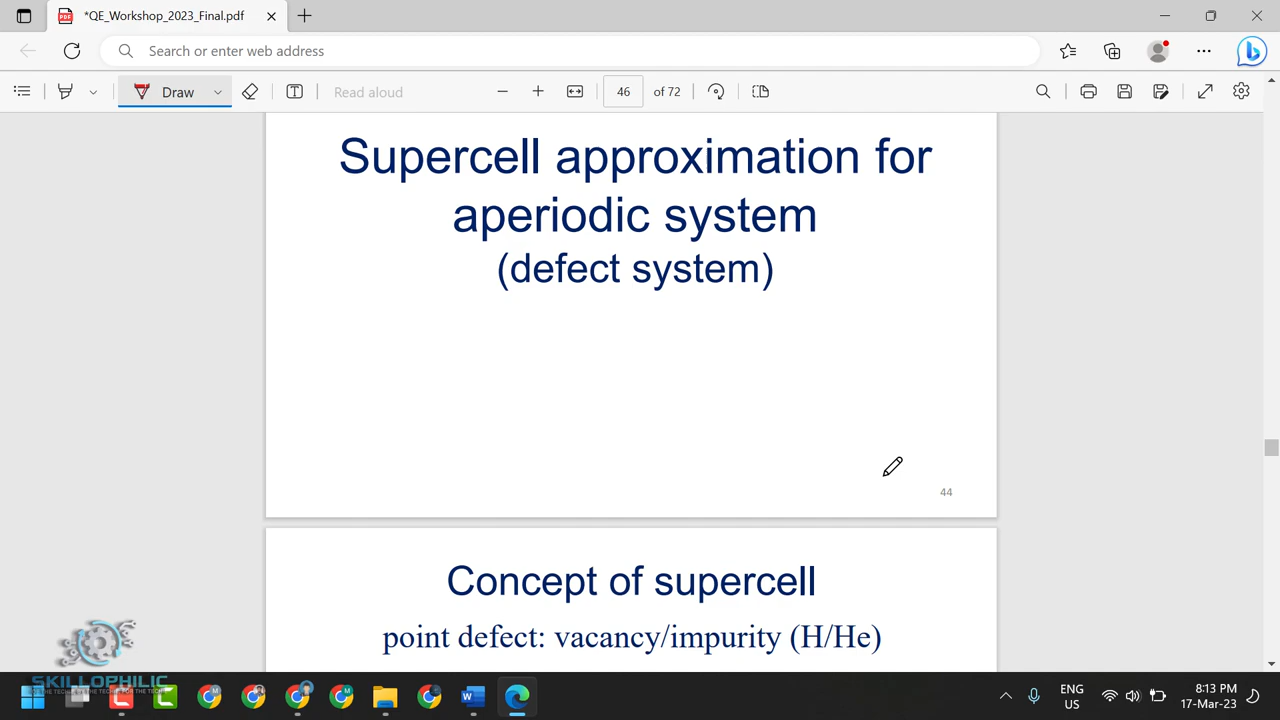 *QE_Workshop_2023_Final.pdf
Search or enter web address
Draw
Read aloud
46 of 72
Supercell approximation for
aperiodic system
(defect system)
44
Concept of supercell
point defect: vacancy/impurity (H/He)
SKILLOPHILIC
ENG
US
8:13 PM
17-Mar-23